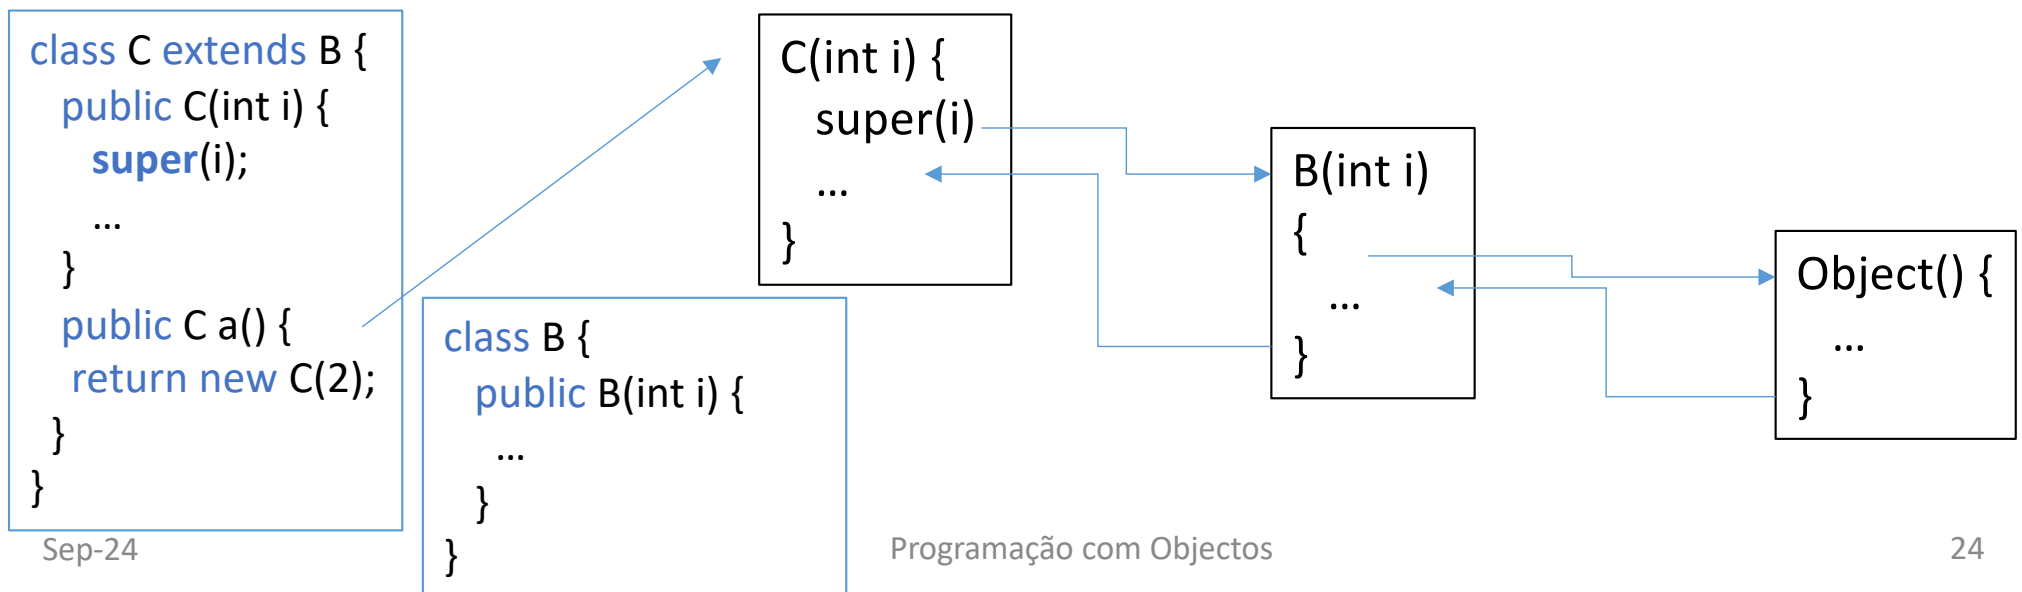 class C extends B {
public C(int i) {
super(i);
...
}
public C a() {
return new C(2);
}
}
class B {
public B(int i) {
...
}
}
C(int i) {
super(i)
...
}
B(int i)
{
...
}
Object() {
...
}
Sep-24
Programação com Objectos
24